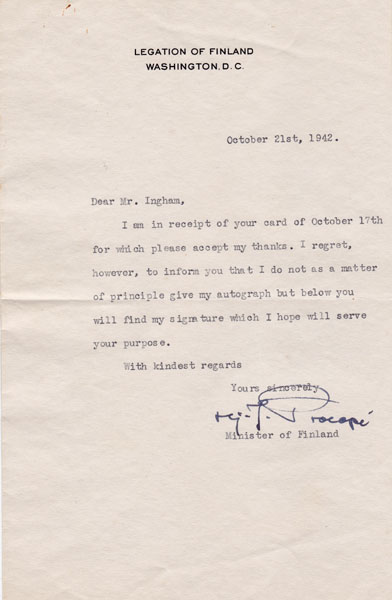 LEGATION OF FINLAND
WASHINGTON, D.C.
October 21st, 1942.
Dear Mr. Ingham,
I am in receipt of your card of October 17th
for which please accept my thanks. I regret,
however, to inform you that I do not as a matter
of principle give my autograph but below you
will find my signature which I hope will serve
your purpose.
With kindest regards
Yours sincerely
Hj. J. Procopé
Minister of Finland